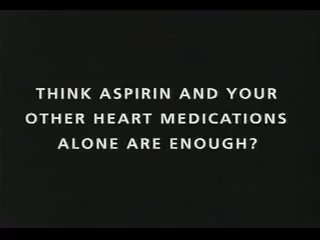 THINK ASPIRIN AND YOUR
OTHER HEART MEDICATIONS
ALONE ARE ENOUGH?